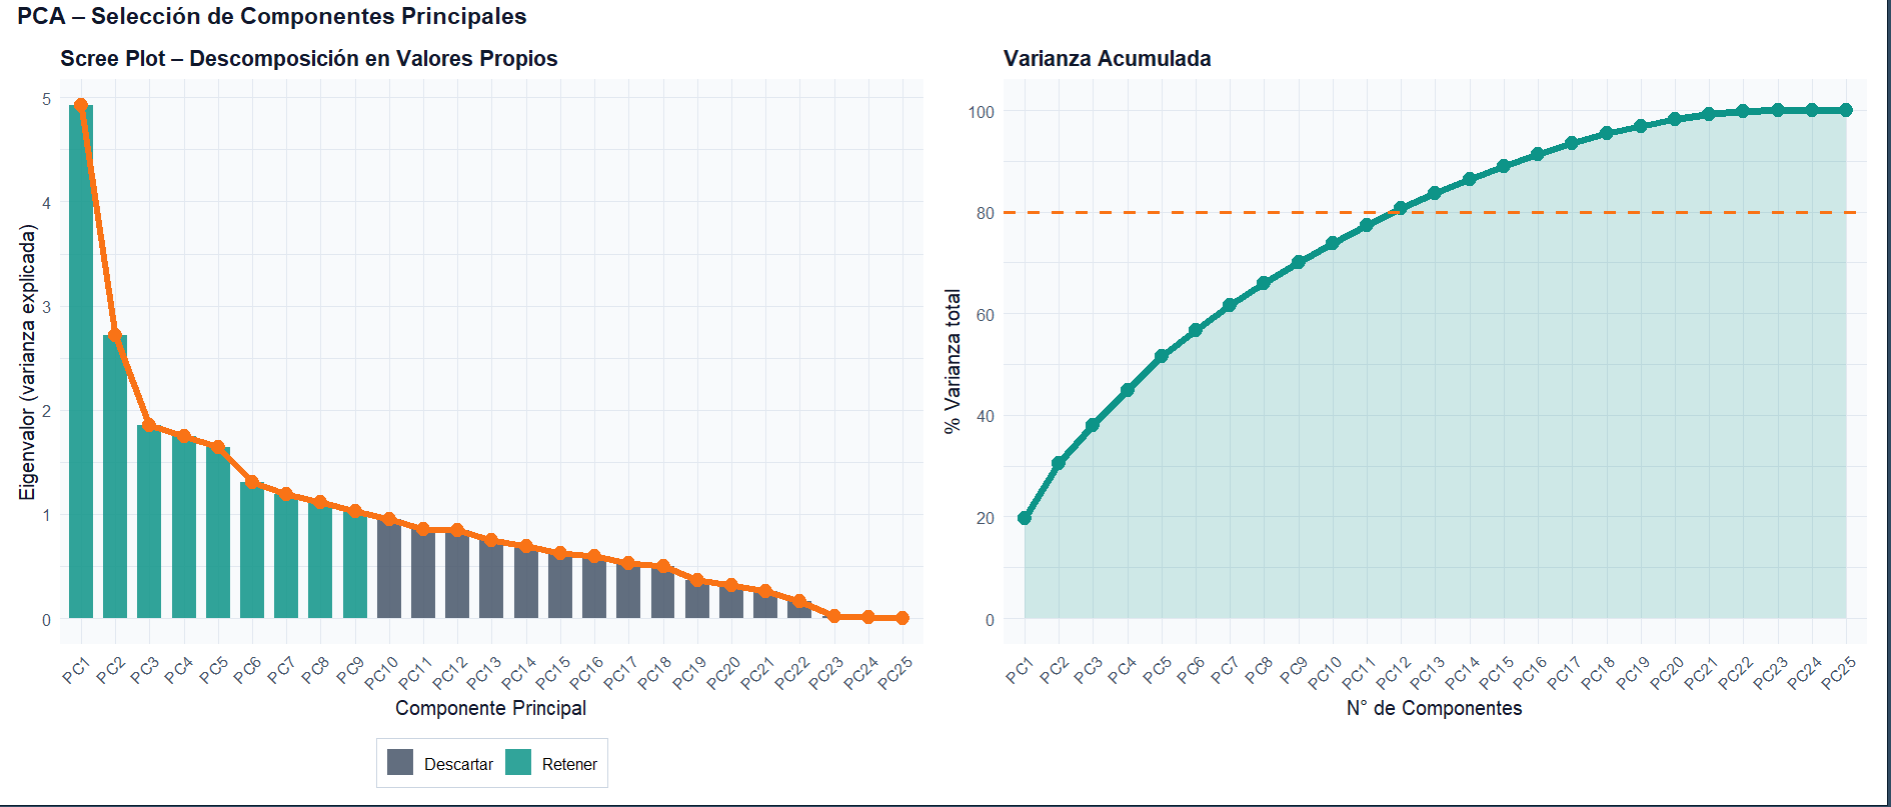 PCA – Selección de Componentes Principales
Scree Plot – Descomposición en Valores Propios
Eigenvalor (varianza explicada)
5
4
3
2
1
0
PC1 PC2 PC3 PC4 PC5 PC6 PC7 PC8 PC9 PC10 PC11 PC12 PC13 PC14 PC15 PC16 PC17 PC18 PC19 PC20 PC21 PC22 PC23 PC24 PC25
Componente Principal
Descartar Retener
Varianza Acumulada
% Varianza total
100
80
60
40
20
0
PC1 PC2 PC3 PC4 PC5 PC6 PC7 PC8 PC9 PC10 PC11 PC12 PC13 PC14 PC15 PC16 PC17 PC18 PC19 PC20 PC21 PC22 PC23 PC24 PC25
N° de Componentes